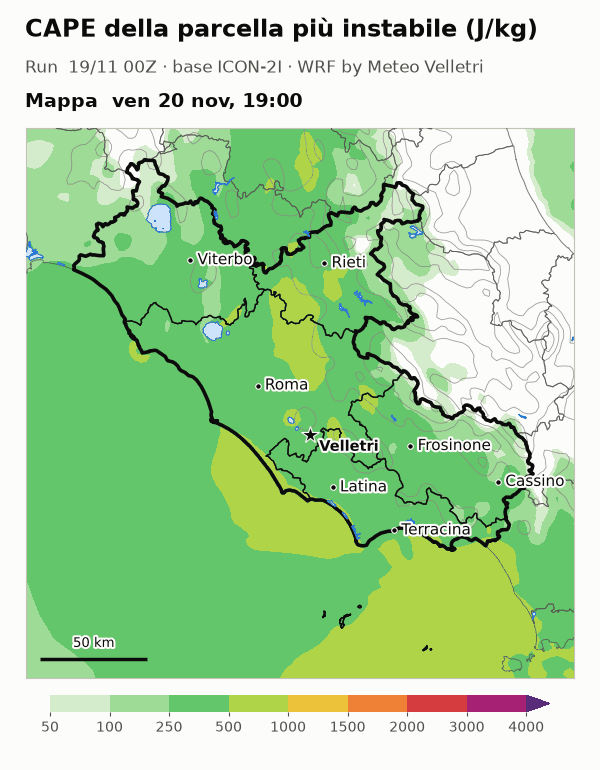 CAPE della parcella più instabile (J/kg)
Run 19/11 00Z · base ICON-2I · WRF by Meteo Velletri
Mappa ven 20 nov, 19:00
Viterbo
Rieti
Roma
Velletri
Frosinone
Latina
Cassino
Terracina
50 km
50 100 250 500 1000 1500 2000 3000 4000